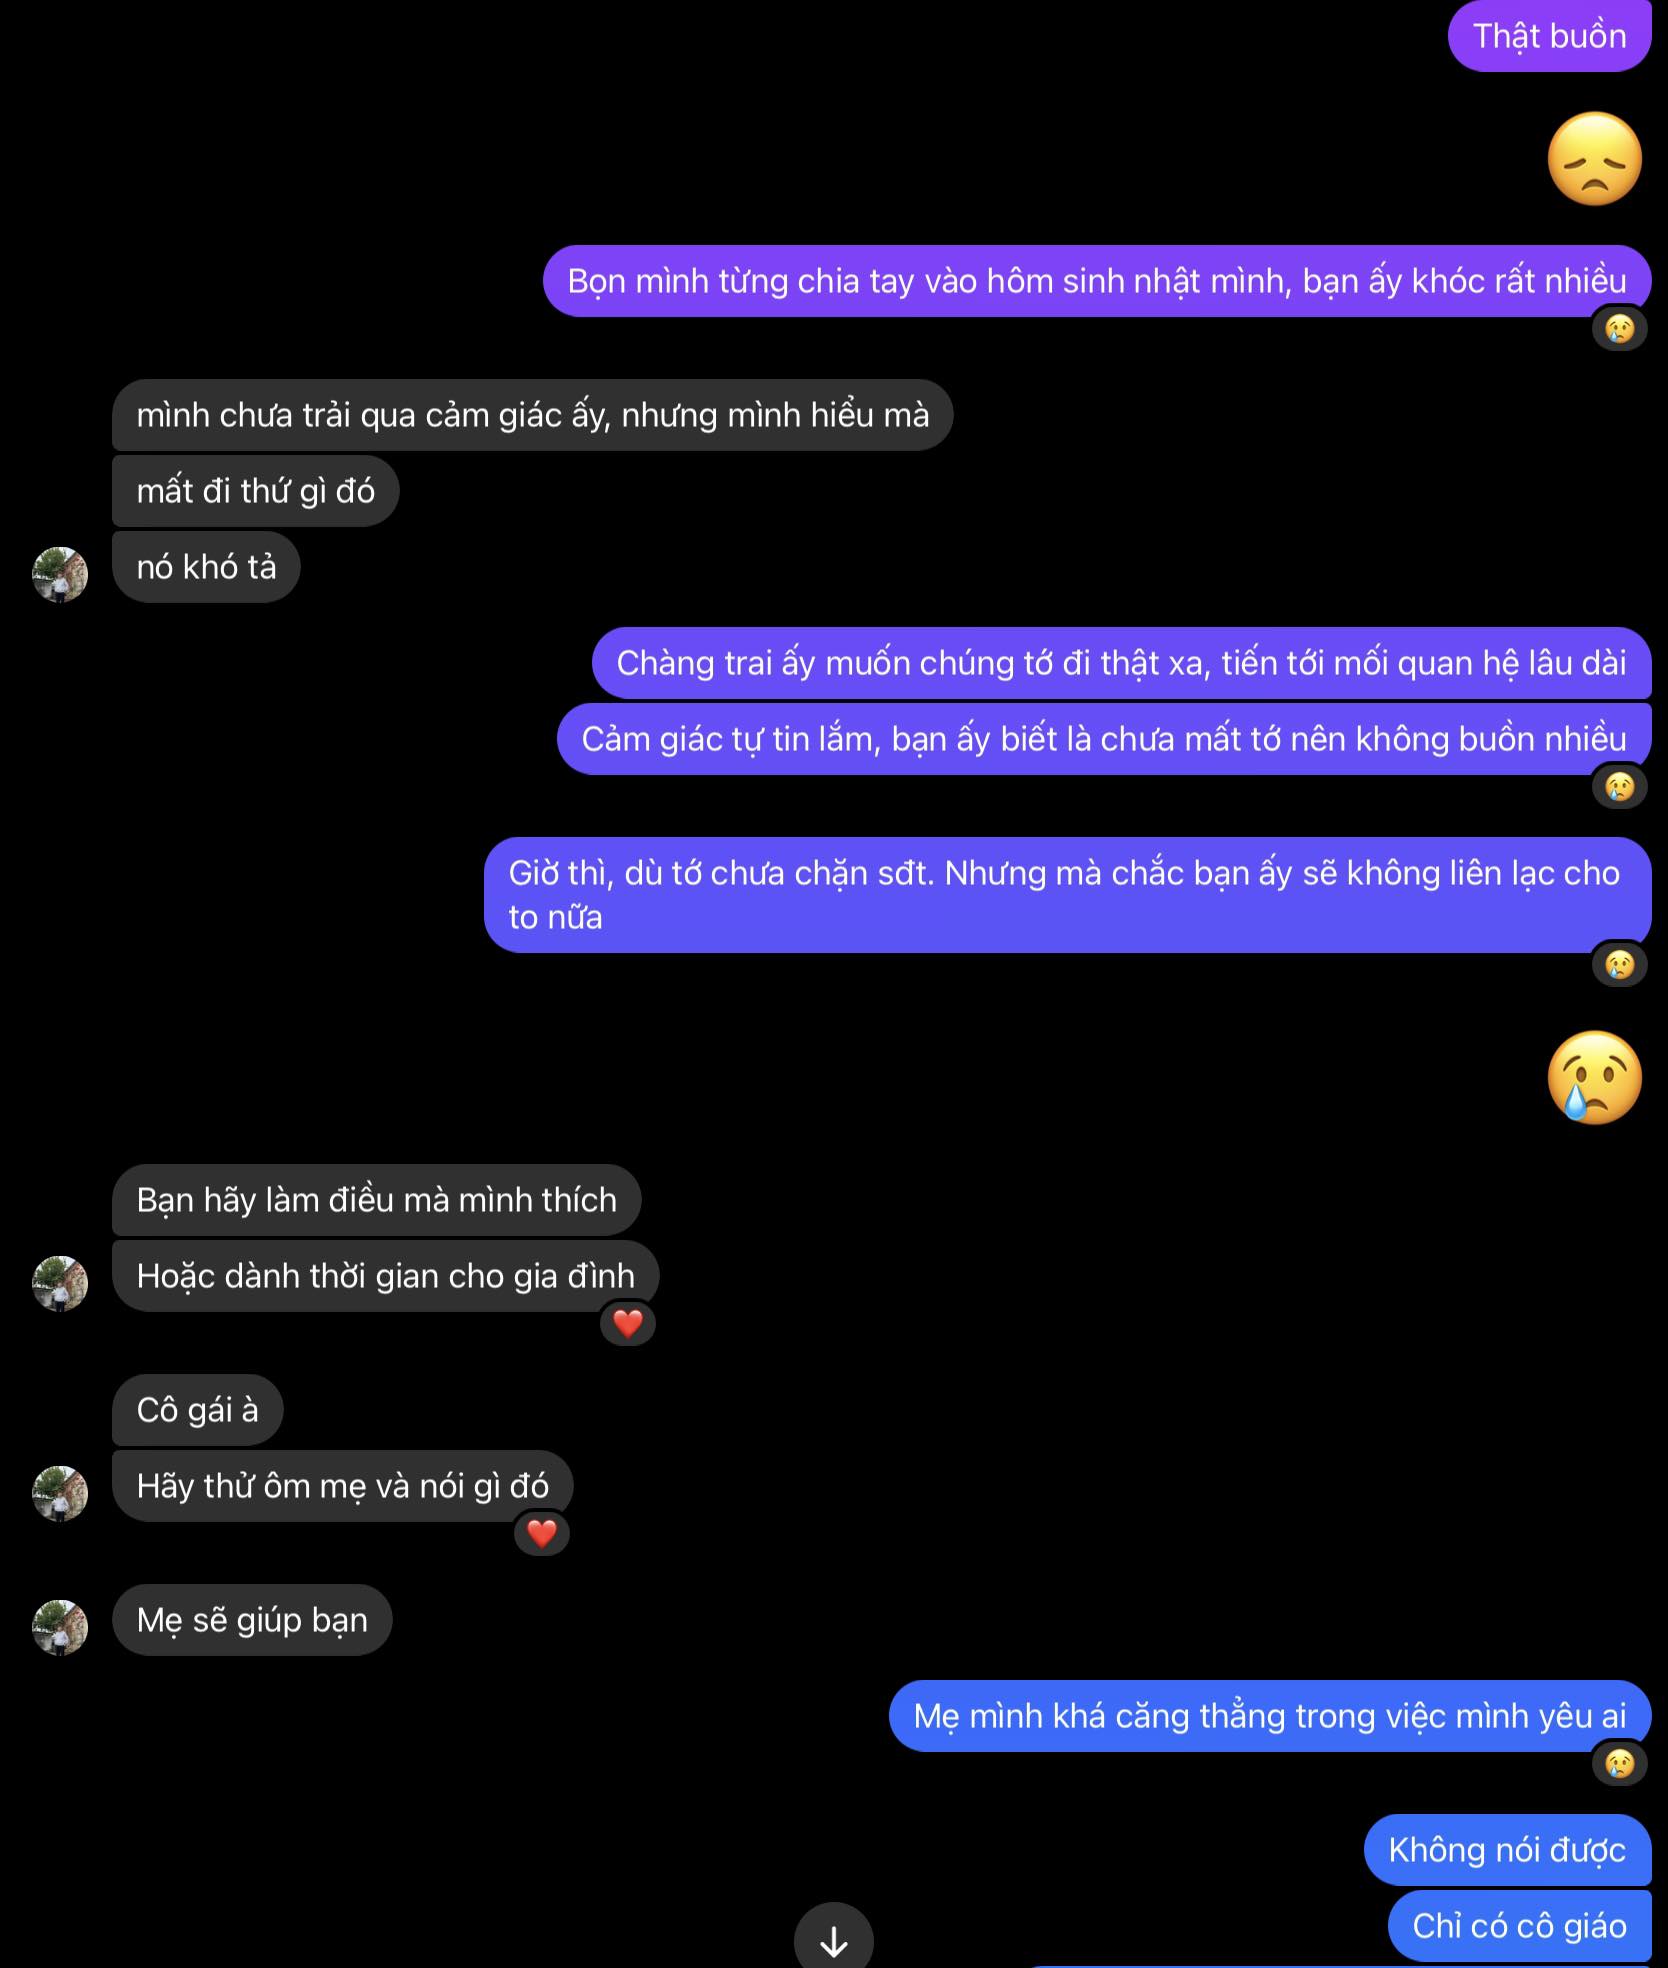 Thật buồn
Bọn mình từng chia tay vào hôm sinh nhật mình, bạn ấy khóc rất nhiều
mình chưa trải qua cảm giác ấy, nhưng mình hiểu mà
mất đi thứ gì đó
nó khó tả
Chàng trai ấy muốn chúng tớ đi thật xa, tiến tới mối quan hệ lâu dài
Cảm giác tự tin lắm, bạn ấy biết là chưa mất tớ nên không buồn nhiều
Giờ thì, dù tớ chưa chặn sđt. Nhưng mà chắc bạn ấy sẽ không liên lạc cho
to nữa
Bạn hãy làm điều mà mình thích
Hoặc dành thời gian cho gia đình
Cô gái à
Hãy thử ôm mẹ và nói gì đó
Mẹ sẽ giúp bạn
Mẹ mình khá căng thẳng trong việc mình yêu ai
Không nói được
Chỉ có cô giáo